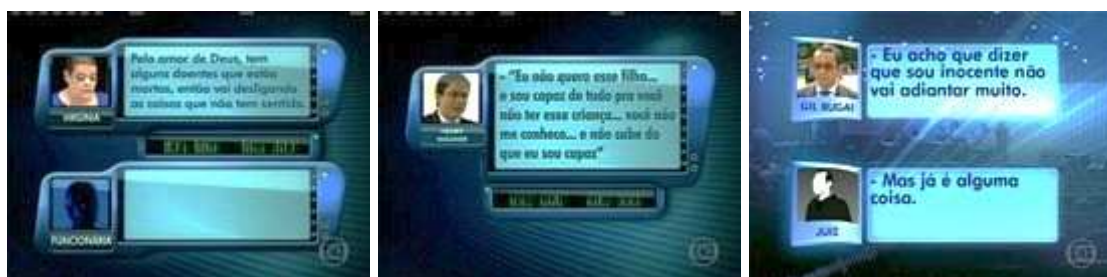 Pelo amor de Deus, tem
alguns doentes que estão
mortos, então vai desligando
as coisas que não tem sentido.
VIRGÍNIA
FUNCIONÁRIA
- "Eu não quero esse filho...
e sou capaz de tudo pra você
não ter essa criança... você não
me conhece... e não sabe do
que eu sou capaz"
- Eu acho que dizer
que sou inocente não
vai adiantar muito.
GIL RUGAI
- Mas já é alguma
coisa.
JUIZ